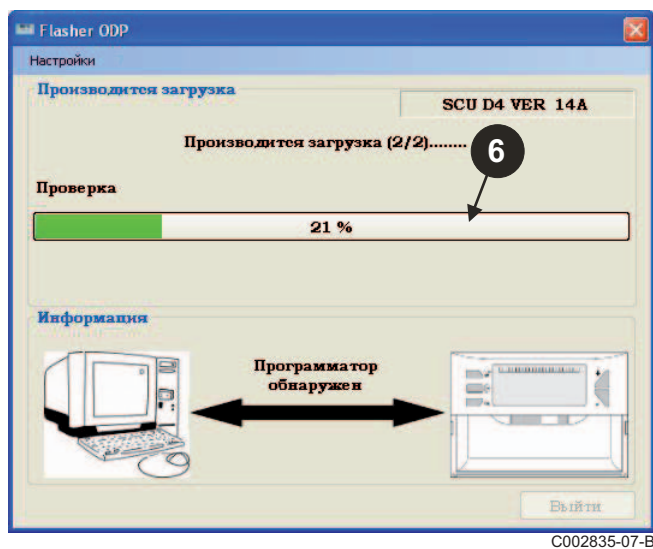 Flasher ODP
Настройки
Производится загрузка
SCU D4 VER 14A
Производится загрузка (2/2)........
6
Проверка
21 %
Информация
Программатор
обнаружен
Выйти
C002835-07-B